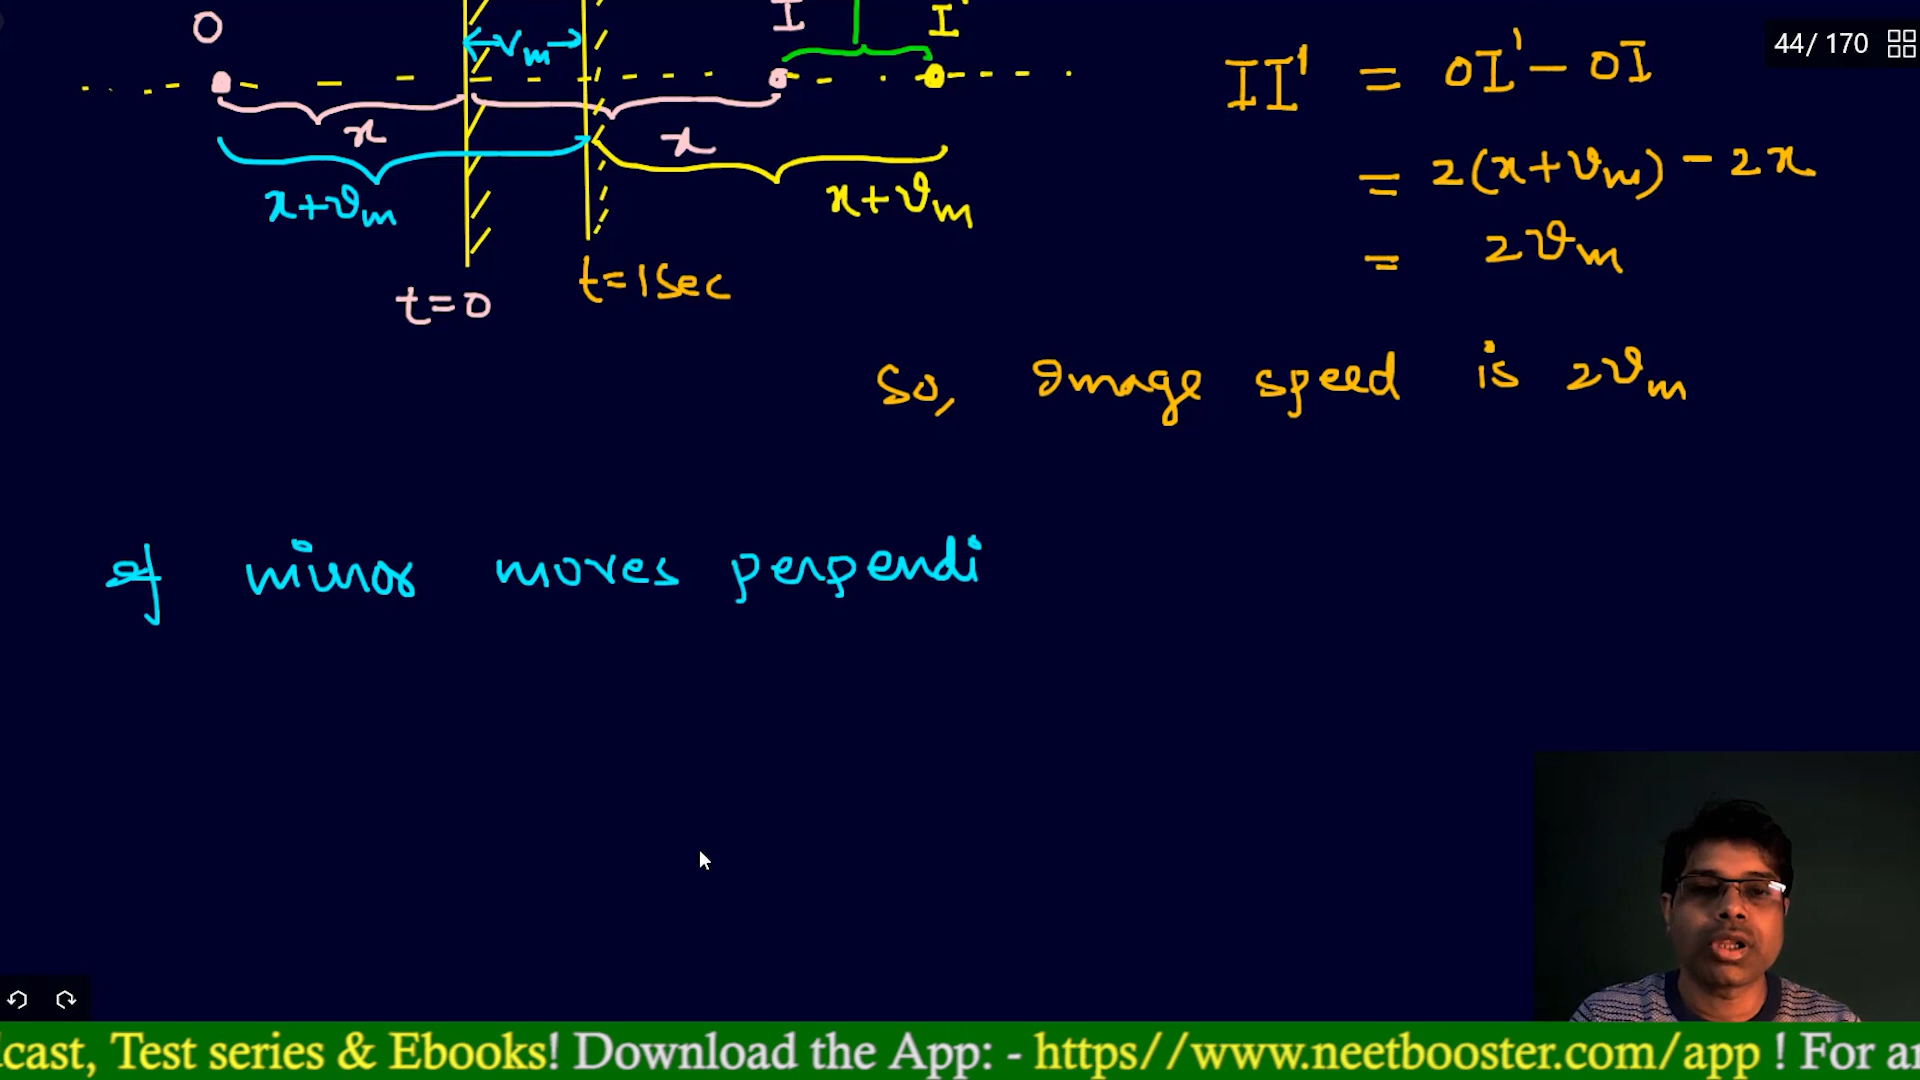 O I I'
44/ 170
Vm
x x
x+vm x+vm
t=0 t=1sec
II' = OI' - OI
= 2(x+vm) - 2x
= 2vm
So, Image speed is 2vm
If mirror moves perpendi
dcast, Test series & Ebooks! Download the App: - https//www.neetbooster.com/app ! For an